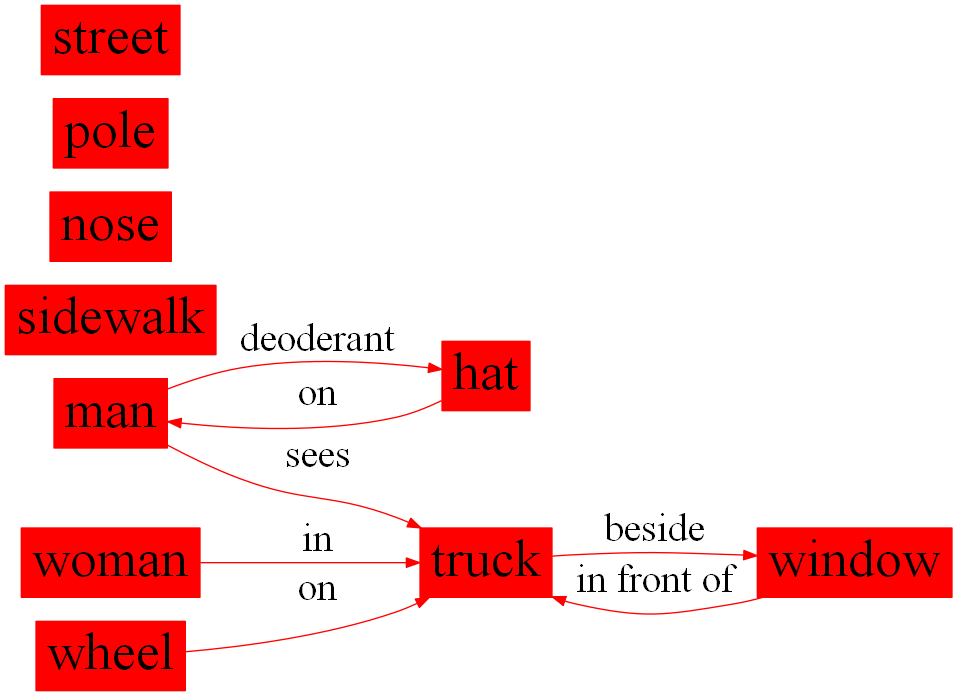 street
pole
nose
sidewalk
deoderant
hat
on
man
sees
woman
in
truck
beside
window
in front of
on
wheel